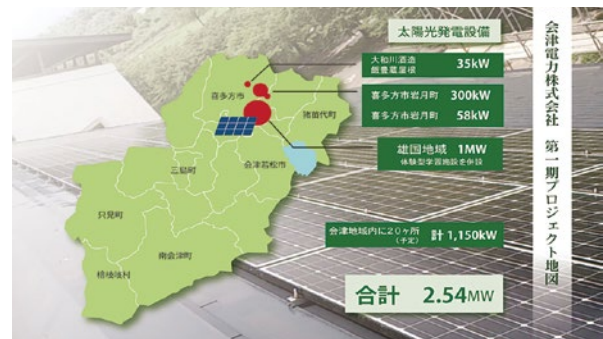 太陽光発電設備
大和川酒造
飯豊蔵屋根
35kW
喜多方市岩月町 300kW
喜多方市岩月町 58kW
雄国地域 1MW
体験型学習施設を併設
会津地域内に20ヶ所
(予定)
計1,150kW
合計 2.54MW
喜多方市
猪苗代町
会津若松市
三島町
只見町
南会津町
檜枝岐村
会津電力株式会社 第一期プロジェクト地図